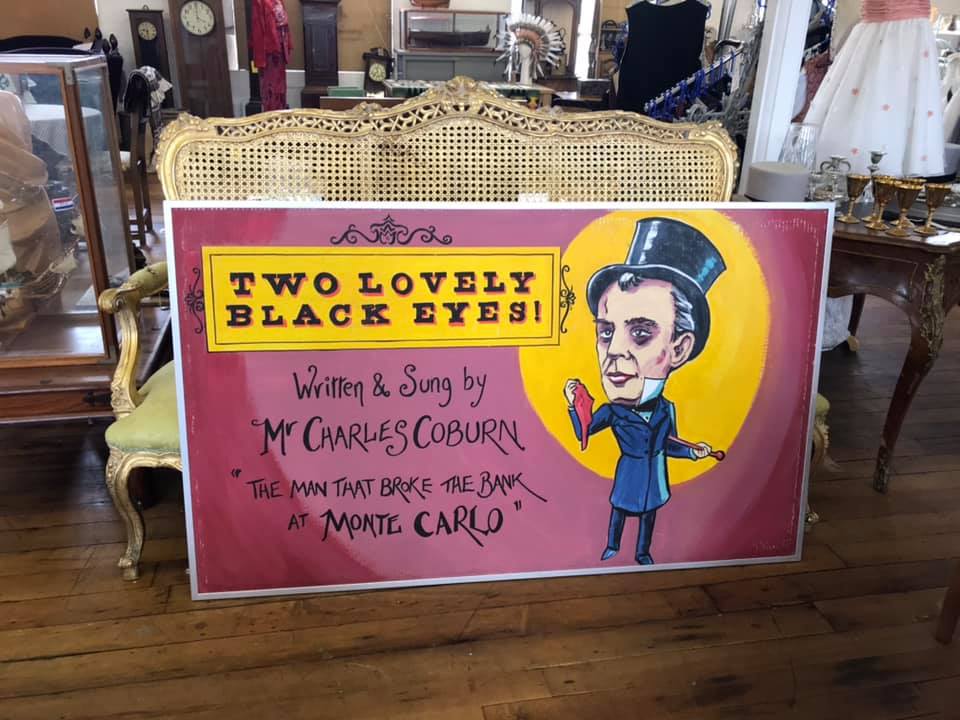 TWO LOVELY
BLACK EYES!
Written & Sung by
Mr CHARLES COBURN
"THE MAN THAT BROKE THE BANK
AT MONTE CARLO"